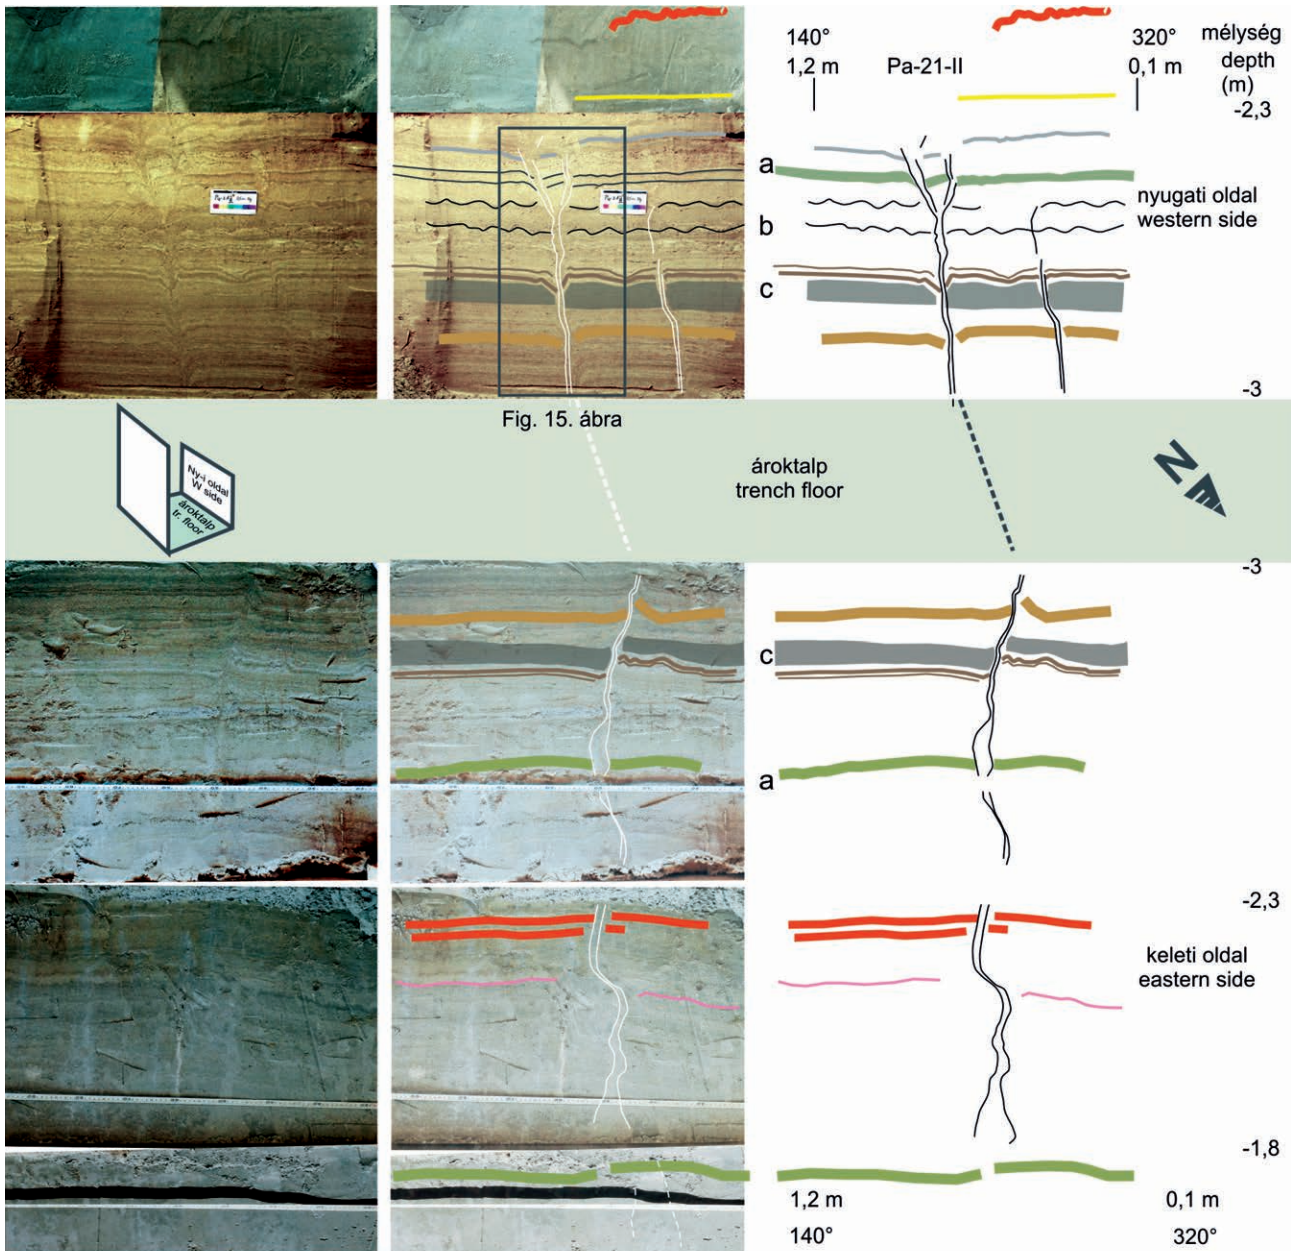 140°
320°
mélység
1,2 m
Pa-21-II
0,1 m
depth
(m)
-2,3
a
nyugati oldal
western side
b
c
-3
Fig. 15. ábra
Ny-i oldal
W side
ároktalp
tr. floor
ároktalp
trench floor
N
-3
c
a
-2,3
keleti oldal
eastern side
-1,8
1,2 m
0,1 m
140°
320°